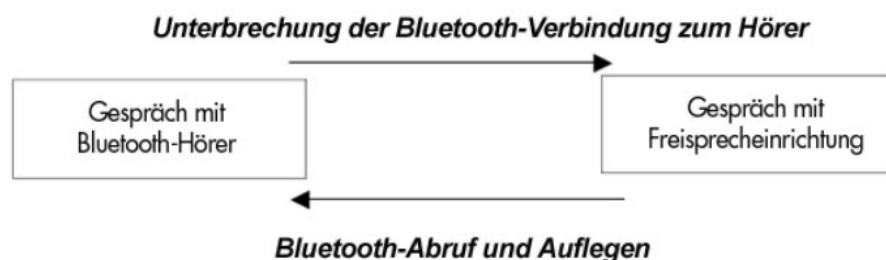 Unterbrechung der Bluetooth-Verbindung zum Hörer
Gespräch mit
Bluetooth-Hörer
Gespräch mit
Freisprecheinrichtung
Bluetooth-Abruf und Auflegen